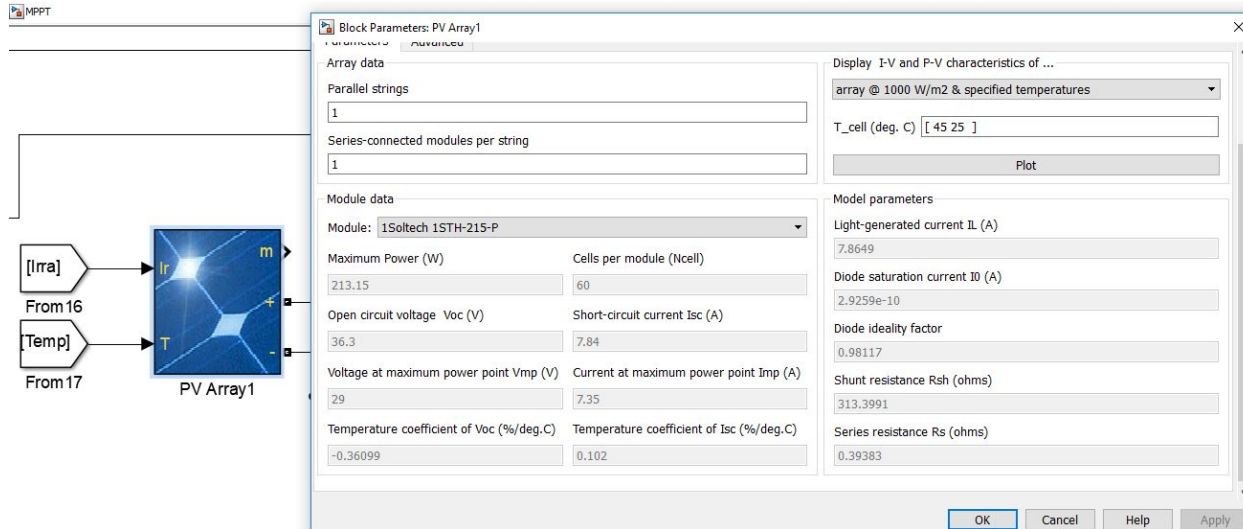 MPPT
Block Parameters: PV Array1
Parameters Advanced
Array data
Parallel strings
1
Series-connected modules per string
1
Display I-V and P-V characteristics of ...
array @ 1000 W/m2 & specified temperatures
T_cell (deg. C) [ 45 25 ]
Plot
Module data
Module: 1Soltech 1STH-215-P
Maximum Power (W) Cells per module (Ncell)
213.15 60
Open circuit voltage Voc (V) Short-circuit current Isc (A)
36.3 7.84
Voltage at maximum power point Vmp (V) Current at maximum power point Imp (A)
29 7.35
Temperature coefficient of Voc (%/deg.C) Temperature coefficient of Isc (%/deg.C)
-0.36099 0.102
Model parameters
Light-generated current IL (A)
7.8649
Diode saturation current I0 (A)
2.9259e-10
Diode ideality factor
0.98117
Shunt resistance Rsh (ohms)
313.3991
Series resistance Rs (ohms)
0.39383
OK Cancel Help Apply
[Irra]
From16
[Temp]
From17
Ir
T
m
+
-
PV Array1